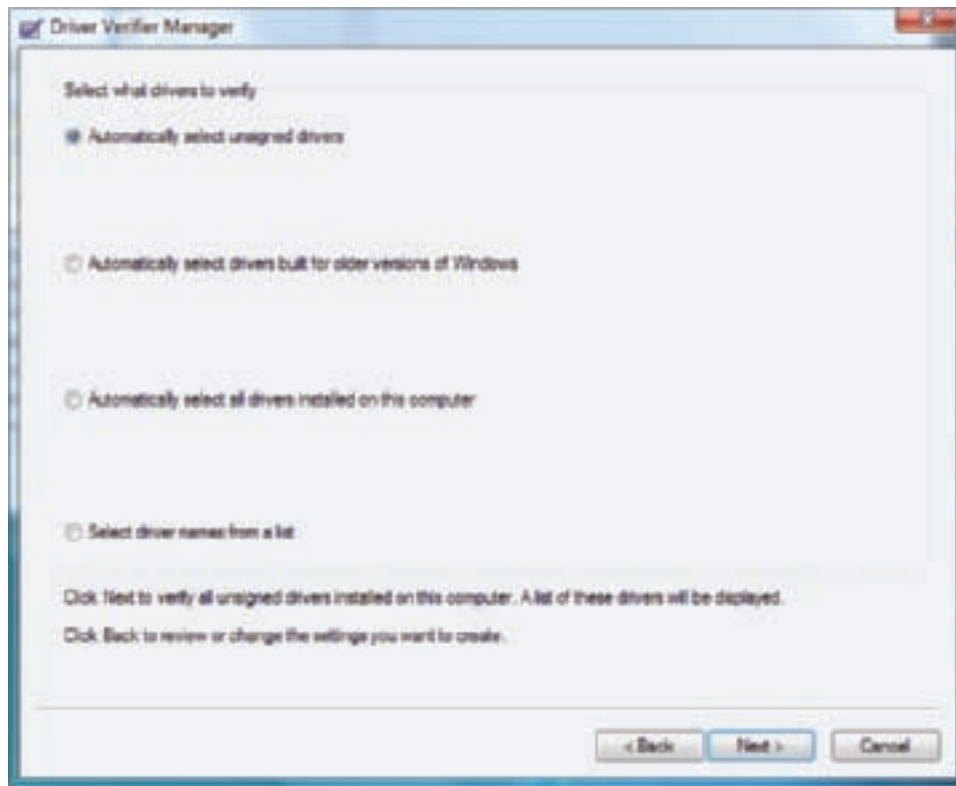 Driver Verifier Manager
Select what drivers to verify
Automatically select unsigned drivers
Automatically select drivers built for older versions of Windows
Automatically select all drivers installed on this computer
Select driver names from a list
Click Next to verify all unsigned drivers installed on this computer. A list of these drivers will be displayed.
Click Back to review or change the settings you want to create.
< Back Next > Cancel